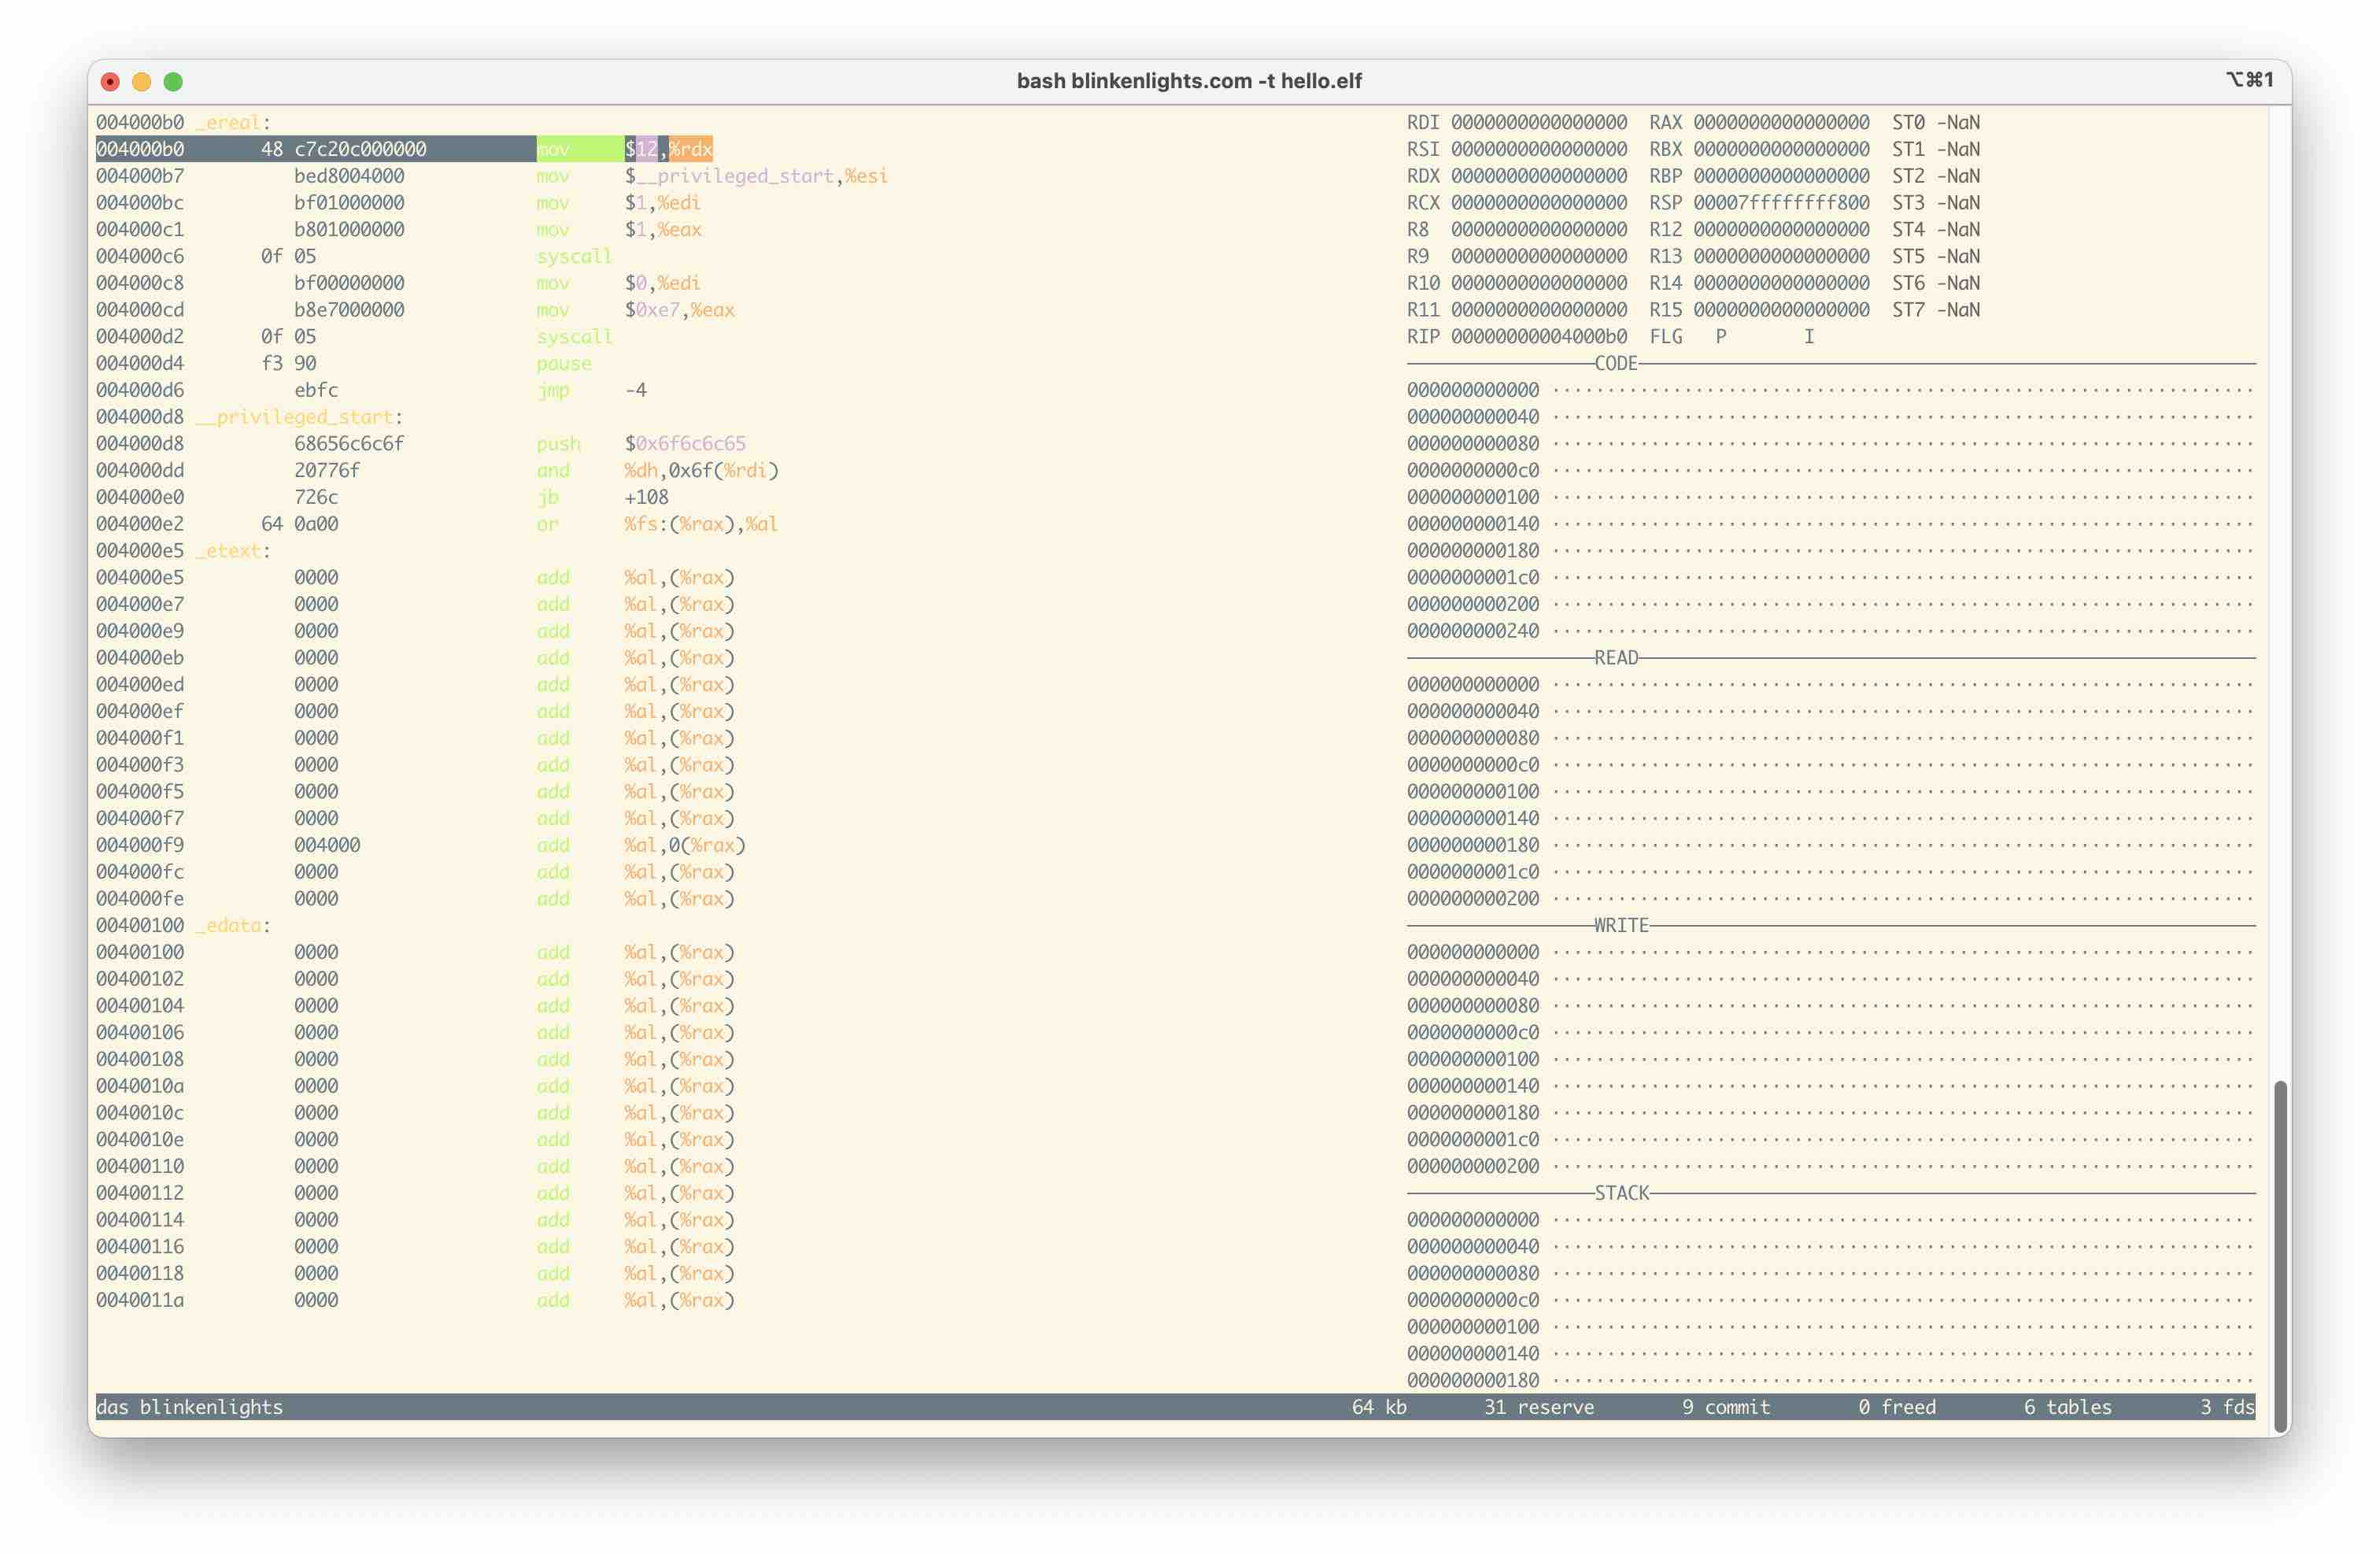 bash blinkenlights.com -t hello.elf
⌥⌘1
004000b0 _ereal:
004000b0 48 c7c20c000000 mov $12,%rdx
004000b7 bed8004000 mov $__privileged_start,%esi
004000bc bf01000000 mov $1,%edi
004000c1 b801000000 mov $1,%eax
004000c6 0f 05 syscall
004000c8 bf00000000 mov $0,%edi
004000cd b8e7000000 mov $0xe7,%eax
004000d2 0f 05 syscall
004000d4 f3 90 pause
004000d6 ebfc jmp -4
004000d8 __privileged_start:
004000d8 68656c6c6f push $0x6f6c6c65
004000dd 20776f and %dh,0x6f(%rdi)
004000e0 726c jb +108
004000e2 64 0a00 or %fs:(%rax),%al
004000e5 _etext:
004000e5 0000 add %al,(%rax)
004000e7 0000 add %al,(%rax)
004000e9 0000 add %al,(%rax)
004000eb 0000 add %al,(%rax)
004000ed 0000 add %al,(%rax)
004000ef 0000 add %al,(%rax)
004000f1 0000 add %al,(%rax)
004000f3 0000 add %al,(%rax)
004000f5 0000 add %al,(%rax)
004000f7 0000 add %al,(%rax)
004000f9 004000 add %al,0(%rax)
004000fc 0000 add %al,(%rax)
004000fe 0000 add %al,(%rax)
00400100 _edata:
00400100 0000 add %al,(%rax)
00400102 0000 add %al,(%rax)
00400104 0000 add %al,(%rax)
00400106 0000 add %al,(%rax)
00400108 0000 add %al,(%rax)
0040010a 0000 add %al,(%rax)
0040010c 0000 add %al,(%rax)
0040010e 0000 add %al,(%rax)
00400110 0000 add %al,(%rax)
00400112 0000 add %al,(%rax)
00400114 0000 add %al,(%rax)
00400116 0000 add %al,(%rax)
00400118 0000 add %al,(%rax)
0040011a 0000 add %al,(%rax)
RDI 0000000000000000 RAX 0000000000000000 ST0 -NaN
RSI 0000000000000000 RBX 0000000000000000 ST1 -NaN
RDX 0000000000000000 RBP 0000000000000000 ST2 -NaN
RCX 0000000000000000 RSP 00007ffffffff800 ST3 -NaN
R8 0000000000000000 R12 0000000000000000 ST4 -NaN
R9 0000000000000000 R13 0000000000000000 ST5 -NaN
R10 0000000000000000 R14 0000000000000000 ST6 -NaN
R11 0000000000000000 R15 0000000000000000 ST7 -NaN
RIP 00000000004000b0 FLG P I
CODE
000000000000
000000000040
000000000080
0000000000c0
000000000100
000000000140
000000000180
0000000001c0
000000000200
000000000240
READ
000000000000
000000000040
000000000080
0000000000c0
000000000100
000000000140
000000000180
0000000001c0
000000000200
WRITE
000000000000
000000000040
000000000080
0000000000c0
000000000100
000000000140
000000000180
0000000001c0
000000000200
STACK
000000000000
000000000040
000000000080
0000000000c0
000000000100
000000000140
000000000180
das blinkenlights 64 kb 31 reserve 9 commit 0 freed 6 tables 3 fds